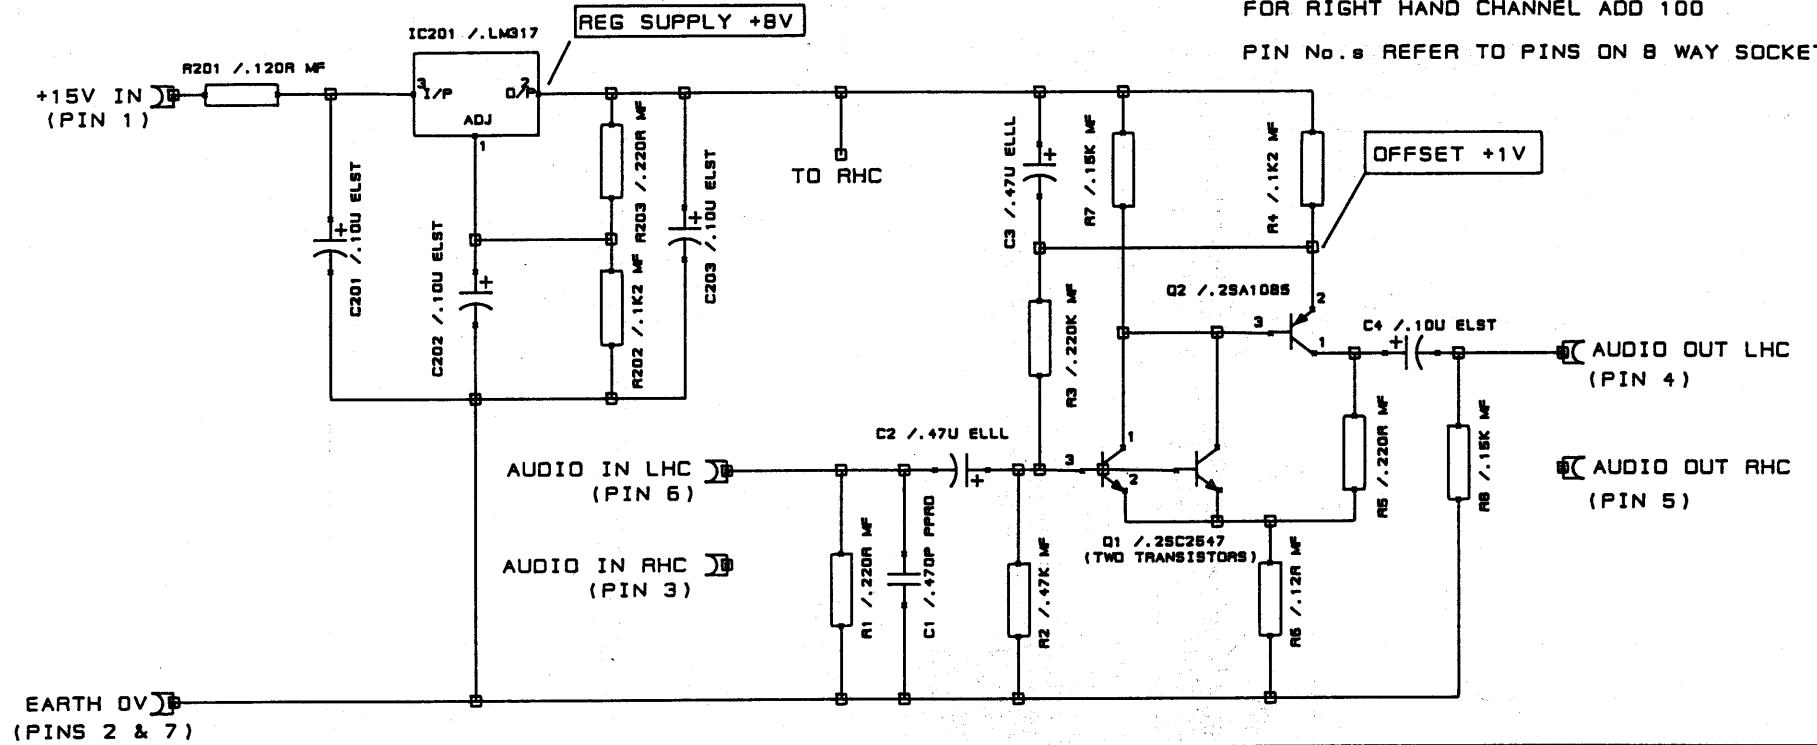 FOR RIGHT HAND CHANNEL ADD 100
PIN No.s REFER TO PINS ON 8 WAY SOCKET
REG SUPPLY +8V
IC201 /.LM317
R201 /.120R MF
+15V IN
(PIN 1)
3
I/P
2
O/P
ADJ
1
C201 /.10U ELST
C202 /.10U ELST
R203 /.220R MF
R202 /.1K2 MF
C203 /.10U ELST
TO RHC
C3 /.47U ELLL
R7 /.15K MF
R4 /.1K2 MF
OFFSET +1V
R3 /.220K MF
Q2 /.2SA1085
2
3
1
C4 /.10U ELST
AUDIO OUT LHC
(PIN 4)
C2 /.47U ELLL
AUDIO IN LHC
(PIN 6)
3
1
2
R5 /.220R MF
R8 /.15K MF
AUDIO OUT RHC
(PIN 5)
Q1 /.2SC2547
(TWO TRANSISTORS)
AUDIO IN RHC
(PIN 3)
R1 /.220R MF
C1 /.470P PPRO
R2 /.47K MF
R6 /.12R MF
EARTH 0V
(PINS 2 & 7)